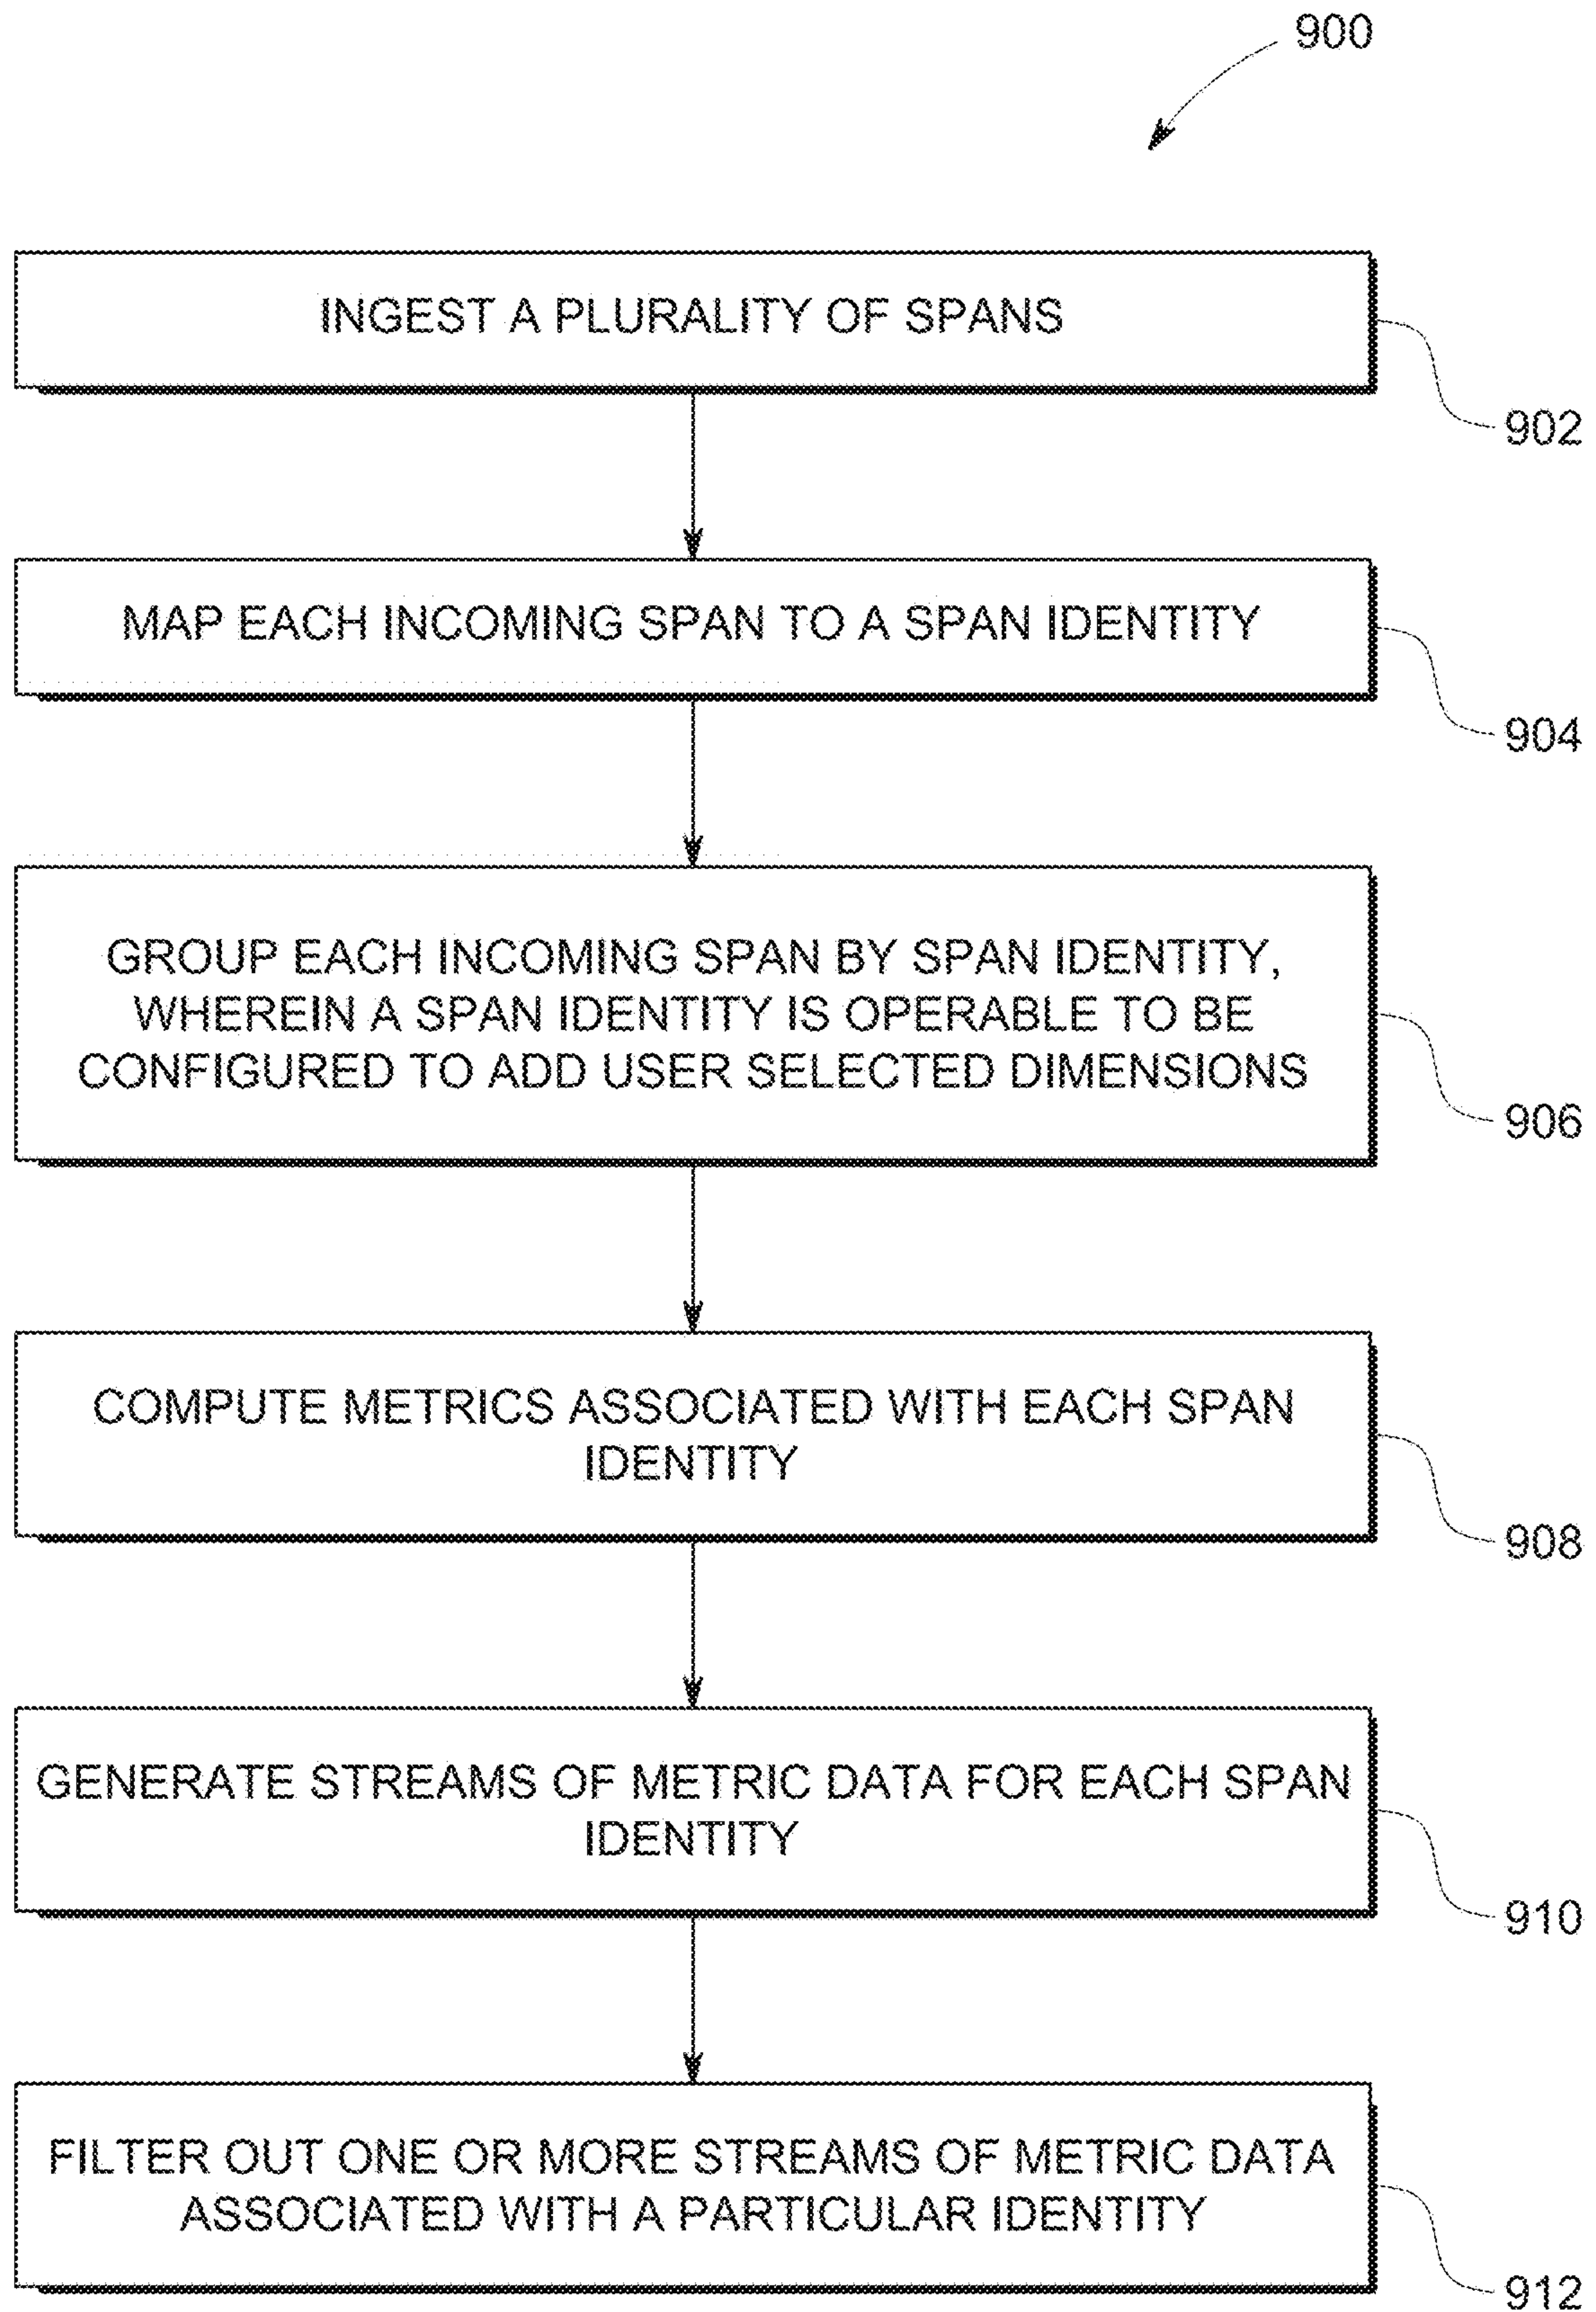 900
INGEST A PLURALITY OF SPANS
902
MAP EACH INCOMING SPAN TO A SPAN IDENTITY
904
GROUP EACH INCOMING SPAN BY SPAN IDENTITY,
WHEREIN A SPAN IDENTITY IS OPERABLE TO BE
CONFIGURED TO ADD USER SELECTED DIMENSIONS
906
COMPUTE METRICS ASSOCIATED WITH EACH SPAN
IDENTITY
908
GENERATE STREAMS OF METRIC DATA FOR EACH SPAN
IDENTITY
910
FILTER OUT ONE OR MORE STREAMS OF METRIC DATA
ASSOCIATED WITH A PARTICULAR IDENTITY
912